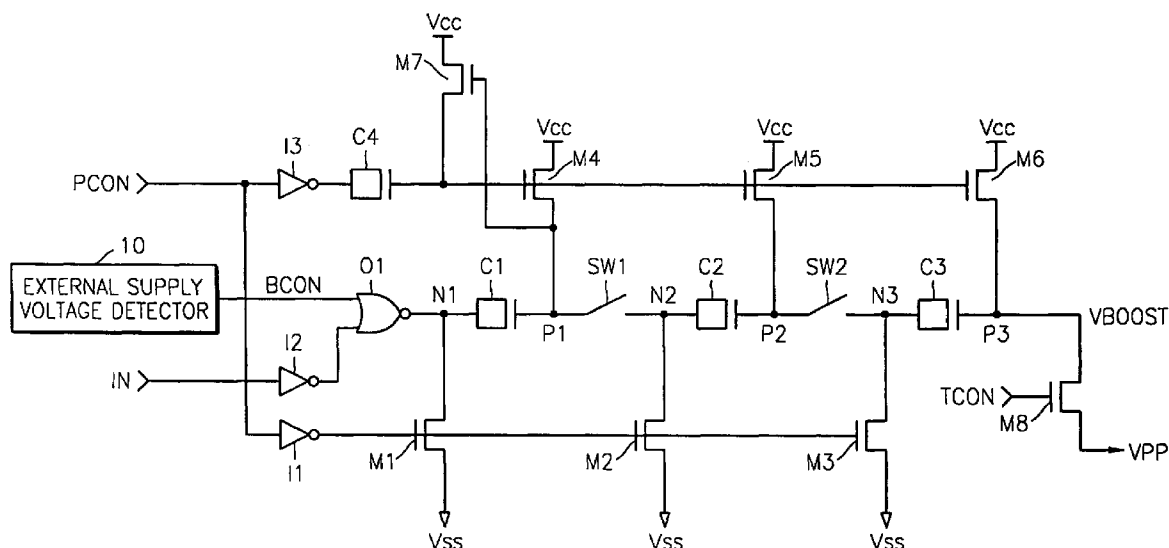 Vcc
M7
Vcc
Vcc
Vcc
I3
C4
M4
M5
M6
PCON
10
EXTERNAL SUPPLY
VOLTAGE DETECTOR
BCON
O1
N1
C1
P1
SW1
N2
C2
P2
SW2
N3
C3
P3
VBOOST
I2
IN
TCON
M8
VPP
I1
M1
M2
M3
Vss
Vss
Vss